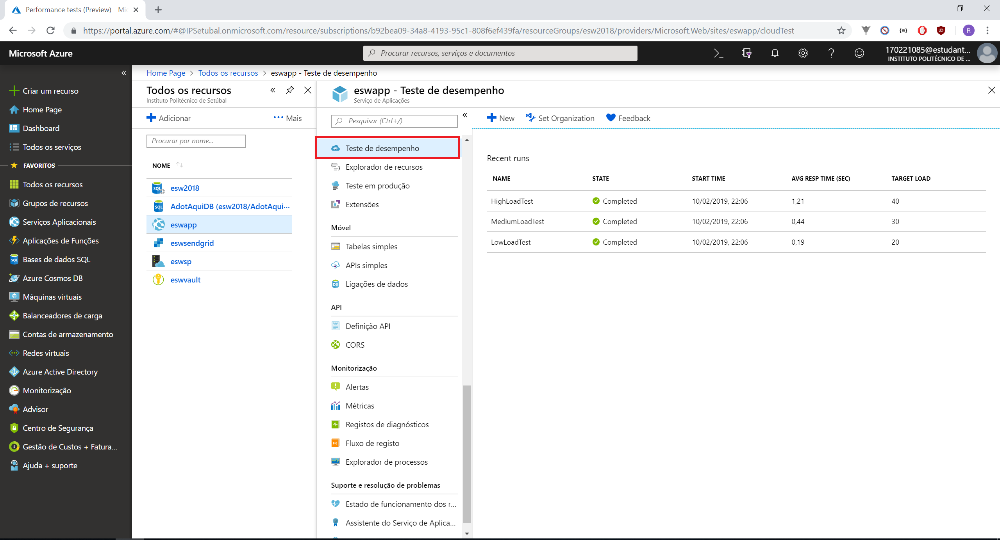 Performance tests (Preview) - Mic
https://portal.azure.com/#@IPSetubal.onmicrosoft.com/resource/subscriptions/b92bea09-34a8-4193-95c1-808f6ef439fa/resourceGroups/esw2018/providers/Microsoft.Web/sites/eswapp/cloudTest
R
Microsoft Azure
Procurar recursos, serviços e documentos
170221085@estudant...
INSTITUTO POLITÉCNICO DE ...
Home Page > Todos os recursos > eswapp - Teste de desempenho
Criar um recurso
Home Page
Dashboard
Todos os serviços
FAVORITOS
Todos os recursos
Grupos de recursos
Serviços Aplicacionais
Aplicações de Funções
Bases de dados SQL
Azure Cosmos DB
Máquinas virtuais
Balanceadores de carga
Contas de armazenamento
Redes virtuais
Azure Active Directory
Monitorização
Advisor
Centro de Segurança
Gestão de Custos + Fatura...
Ajuda + suporte
Todos os recursos
Instituto Politécnico de Setúbal
Adicionar
Mais
Procurar por nome...
NOME
esw2018
AdotAquiDB (esw2018/AdotAqui...
eswapp
eswsendgrid
eswsp
eswvault
eswapp - Teste de desempenho
Serviço de Aplicações
Pesquisar (Ctrl+/)
Teste de desempenho
Explorador de recursos
Teste em produção
Extensões
Móvel
Tabelas simples
APIs simples
Ligações de dados
API
Definição API
CORS
Monitorização
Alertas
Métricas
Registos de diagnósticos
Fluxo de registo
Explorador de processos
Suporte e resolução de problemas
Estado de funcionamento dos r...
Assistente do Serviço de Aplica...
New Set Organization Feedback
Recent runs
NAME STATE START TIME AVG RESP TIME (SEC) TARGET LOAD
HighLoadTest Completed 10/02/2019, 22:06 1,21 40
MediumLoadTest Completed 10/02/2019, 22:06 0,44 30
LowLoadTest Completed 10/02/2019, 22:06 0,19 20